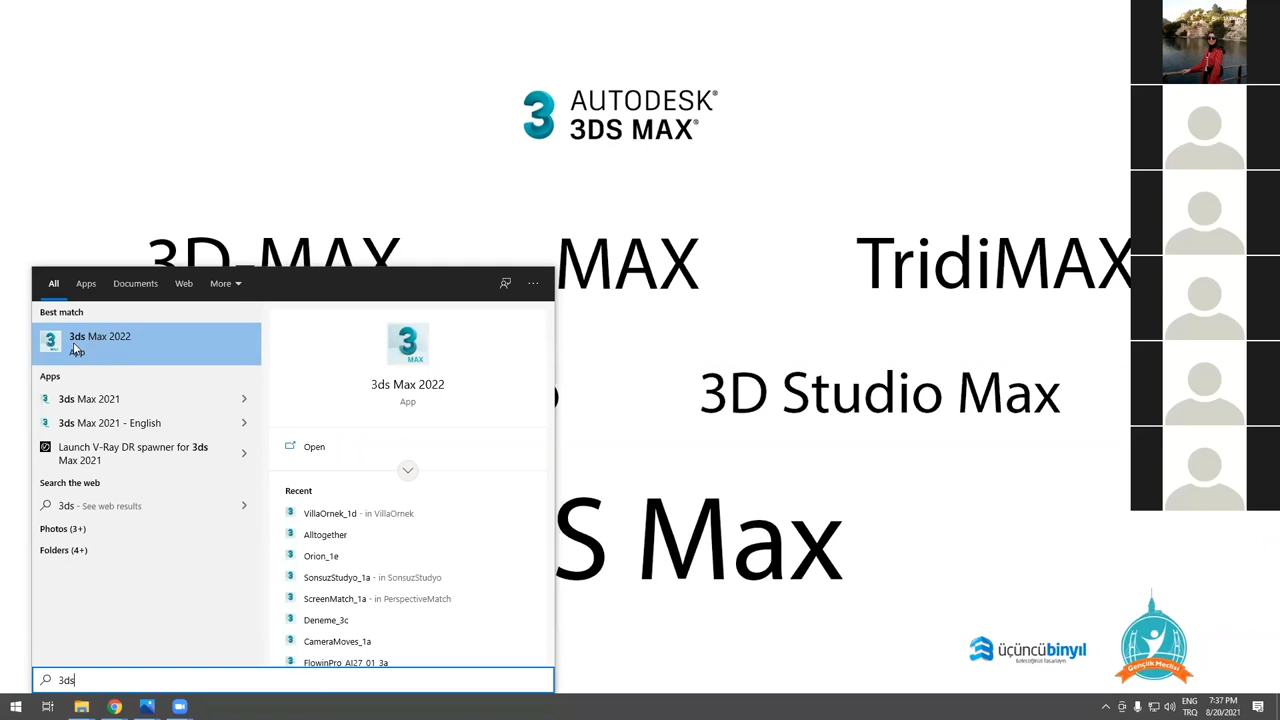 AUTODESK®
3DS MAX®
3D-MAX
MAX
TridiMAX
3D Studio Max
S Max
All
Apps
Documents
Web
More
Best match
3ds Max 2022
App
Apps
3ds Max 2021
3ds Max 2021 - English
Launch V-Ray DR spawner for 3ds
Max 2021
Search the web
3ds - See web results
Photos (3+)
Folders (4+)
3
MAX
3ds Max 2022
App
Open
Recent
VillaOrnek_1d - in VillaOrnek
Alltogether
Orion_1e
SonsuzStudyo_1a - in SonsuzStudyo
ScreenMatch_1a - in PerspectiveMatch
Deneme_3c
CameraMoves_1a
FlowinPro_AI27_01_3a
3ds
üçüncübinyıl
Gençlik Meclisi
ENG
TRQ
7:37 PM
8/20/2021